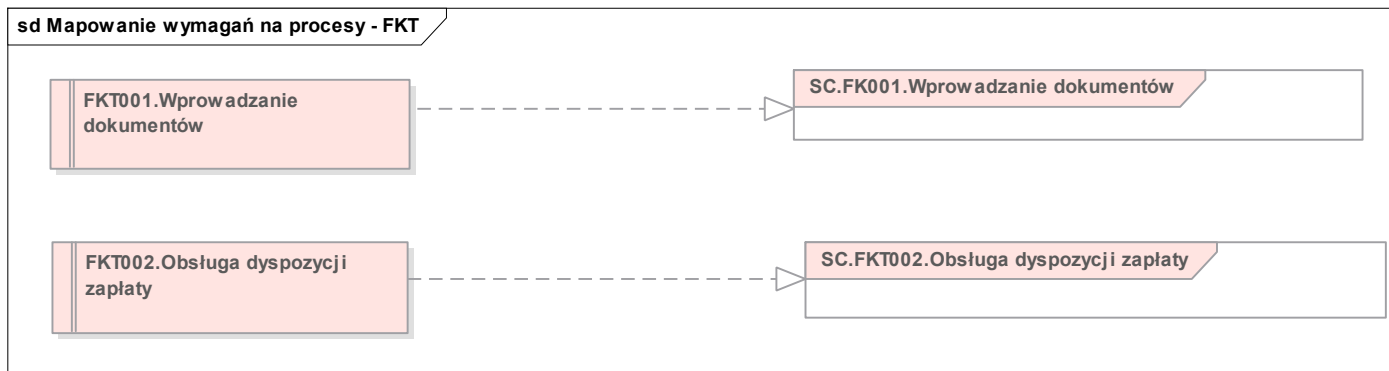 sd Mapowanie wymagań na procesy - FKT
FKT001.Wprowadzanie
dokumentów
SC.FK001.Wprowadzanie dokumentów
FKT002.Obsługa dyspozycji
zapłaty
SC.FKT002.Obsługa dyspozycji zapłaty